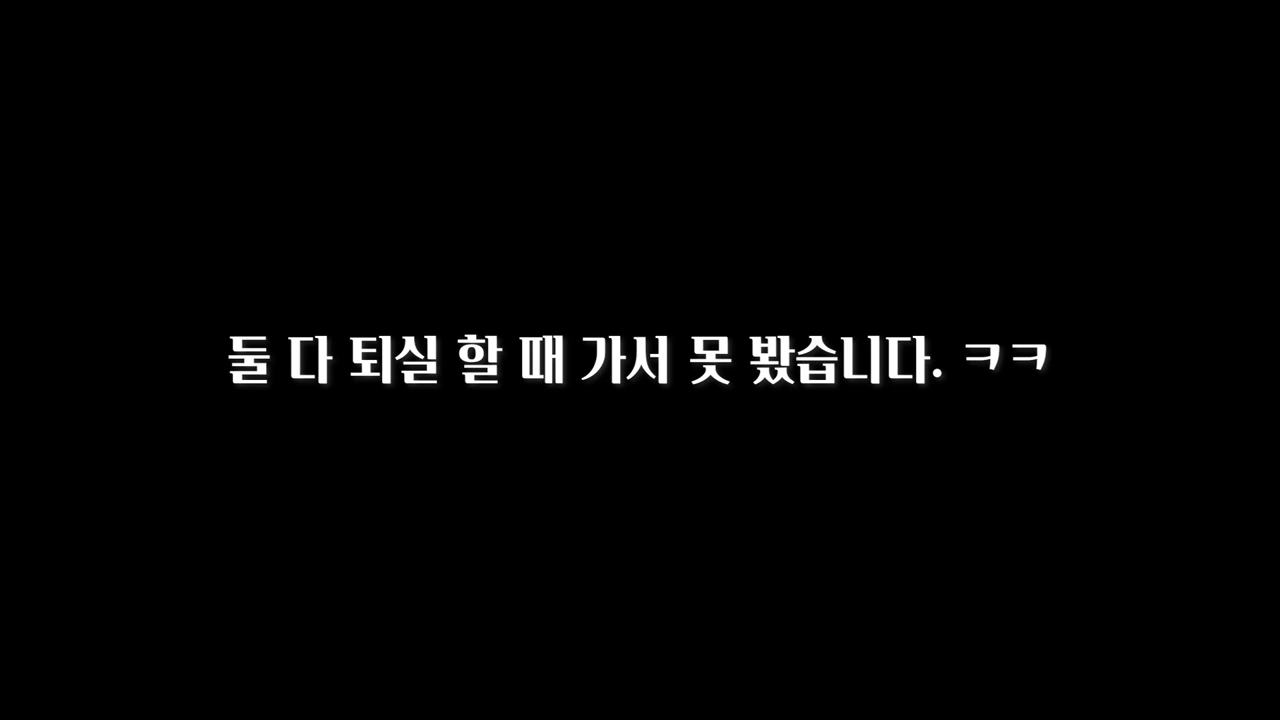 둘 다 퇴실 할 때 가서 못 봤습니다. ㅋㅋ